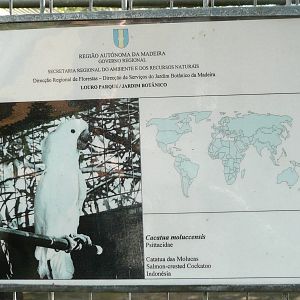 REGIÃO AUTÓNOMA DA MADEIRA
GOVERNO REGIONAL
SECRETARIA REGIONAL DO AMBIENTE E DOS RECURSOS NATURAIS
Direcção Regional de Florestas – Direcção de Serviços do Jardim Botânico da Madeira
LOURO PARQUE / JARDIM BOTÂNICO
Cacatua moluccensis
Psittacidae
Catatua das Molucas
Salmon-crested Cockatoo
Indonésia